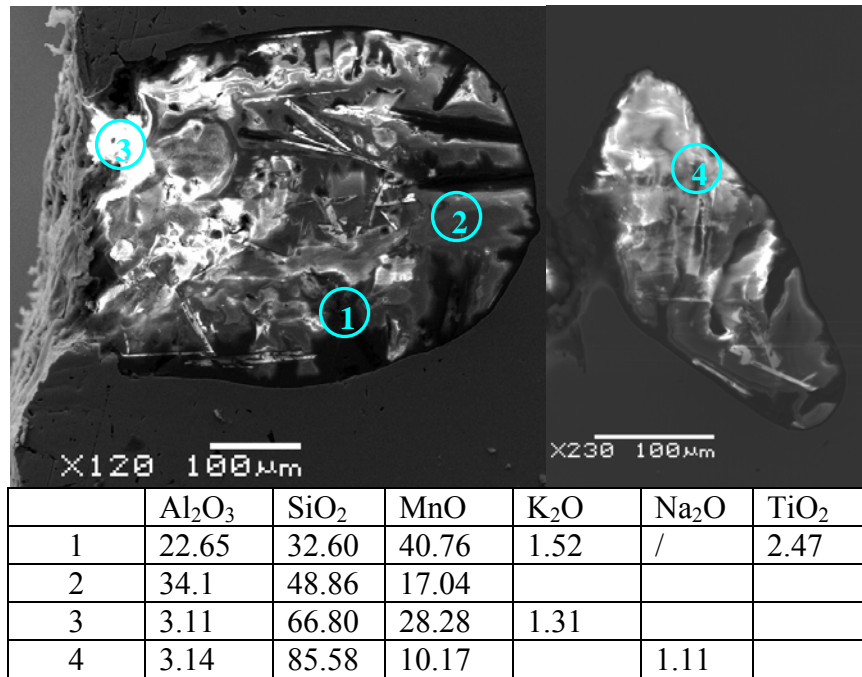 3
4
2
1
X120 100µm
X230 100µm
Al₂O₃ SiO₂ MnO K₂O Na₂O TiO₂
1 22.65 32.60 40.76 1.52 / 2.47
2 34.1 48.86 17.04
3 3.11 66.80 28.28 1.31
4 3.14 85.58 10.17 1.11